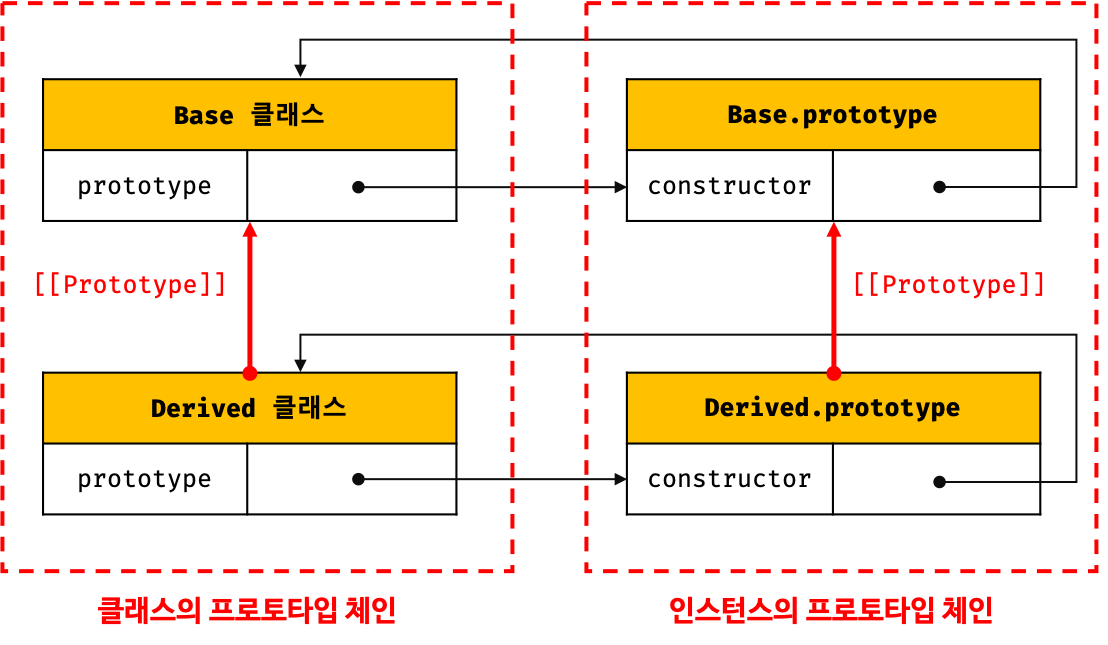 Base 클래스
Base.prototype
prototype
constructor
[[Prototype]]
[[Prototype]]
Derived 클래스
Derived.prototype
prototype
constructor
클래스의 프로토타입 체인
인스턴스의 프로토타입 체인